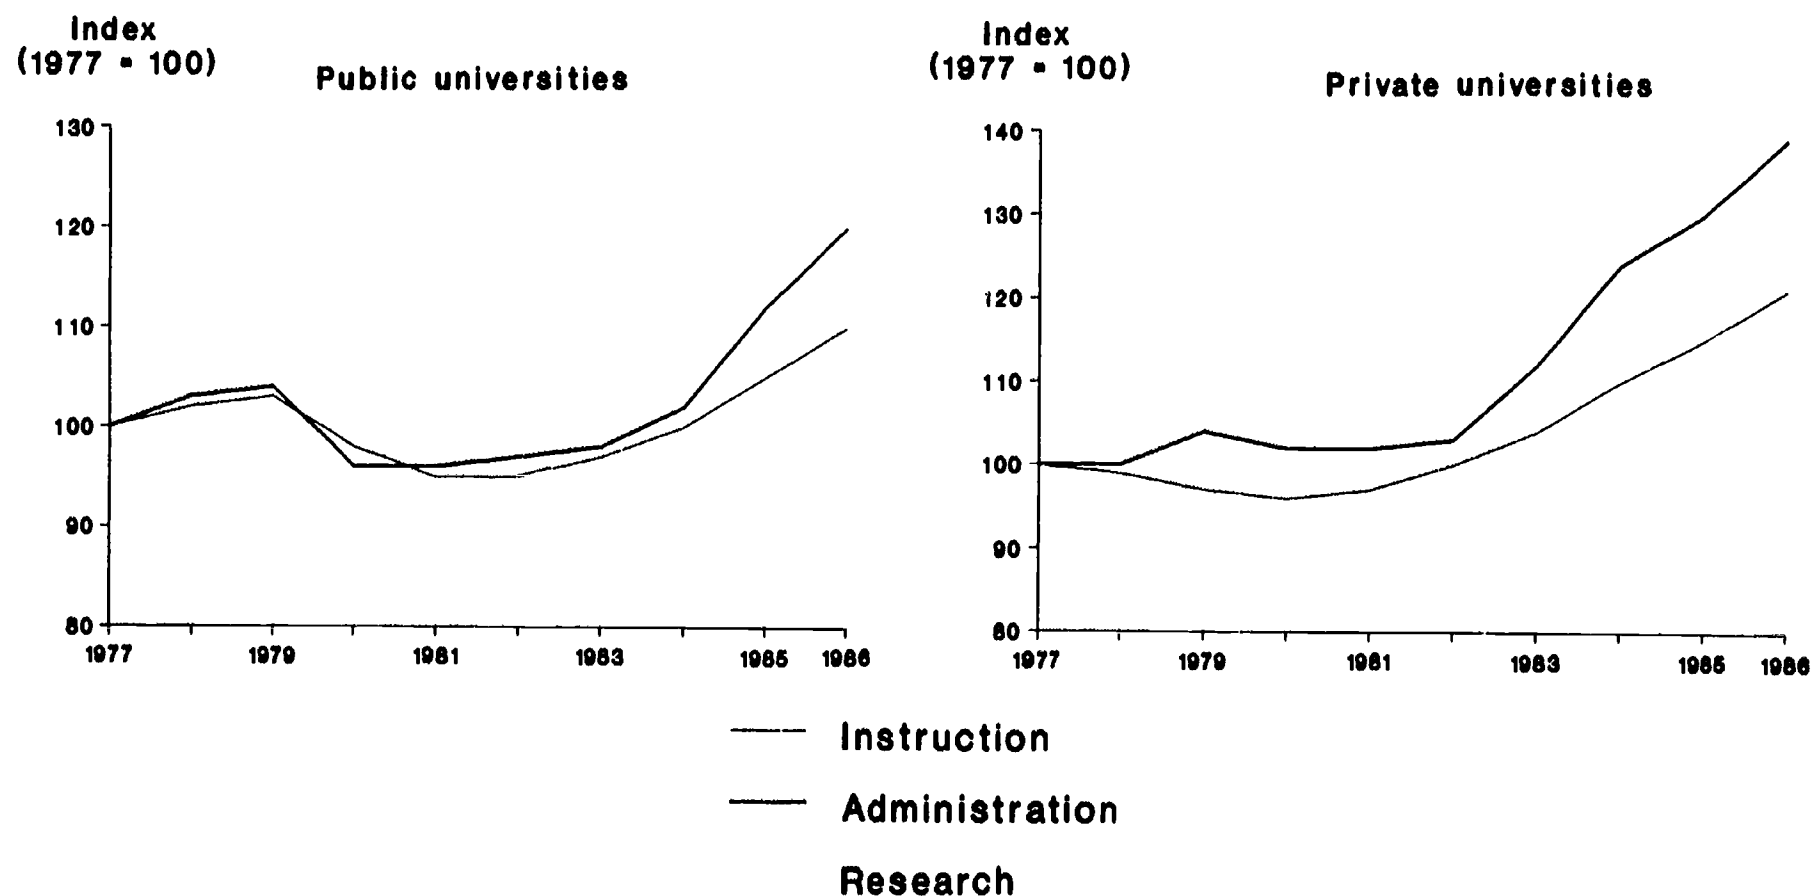 Index
(1977 = 100)
Public universities
130
120
110
100
90
80
1977
1979
1981
1983
1985
1986
Index
(1977 = 100)
Private universities
140
130
120
110
100
90
80
1977
1979
1981
1983
1985
1986
Instruction
Administration
Research